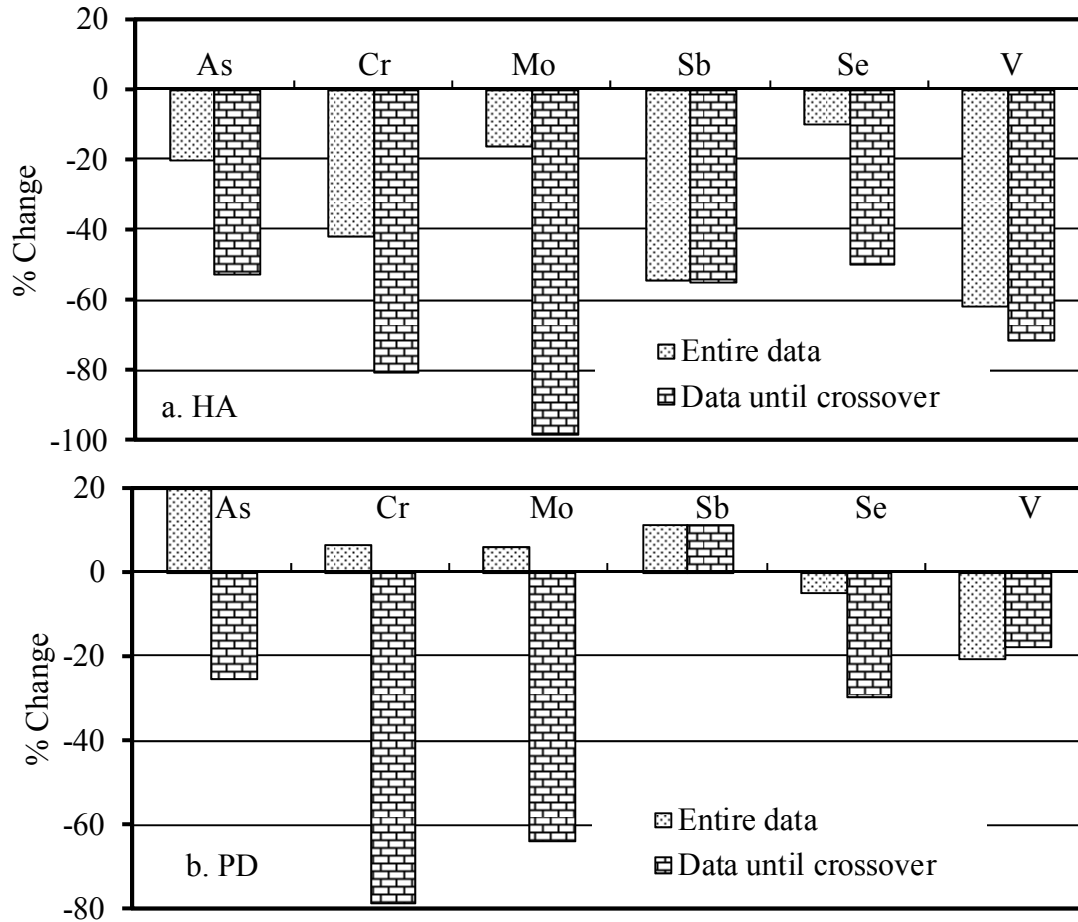 20
As Cr Mo Sb Se V
0
-20
-40
% Change
-60
Entire data
-80
Data until crossover
a. HA
-100
20
As Cr Mo Sb Se V
0
-20
% Change
-40
-60
Entire data
Data until crossover
b. PD
-80